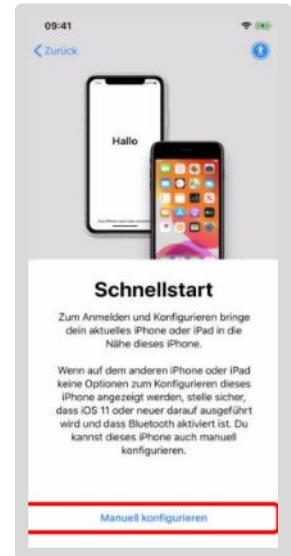 09:41
Zurück
Hallo
Schnellstart
Zum Anmelden und Konfigurieren bringe
dein aktuelles iPhone oder iPad in die
Nähe dieses iPhone.
Wenn auf dem anderen iPhone oder iPad
keine Optionen zum Konfigurieren dieses
iPhone angezeigt werden, stelle sicher,
dass iOS 11 oder neuer darauf ausgeführt
wird und dass Bluetooth aktiviert ist. Du
kannst dieses iPhone auch manuell
konfigurieren.
Manuell konfigurieren